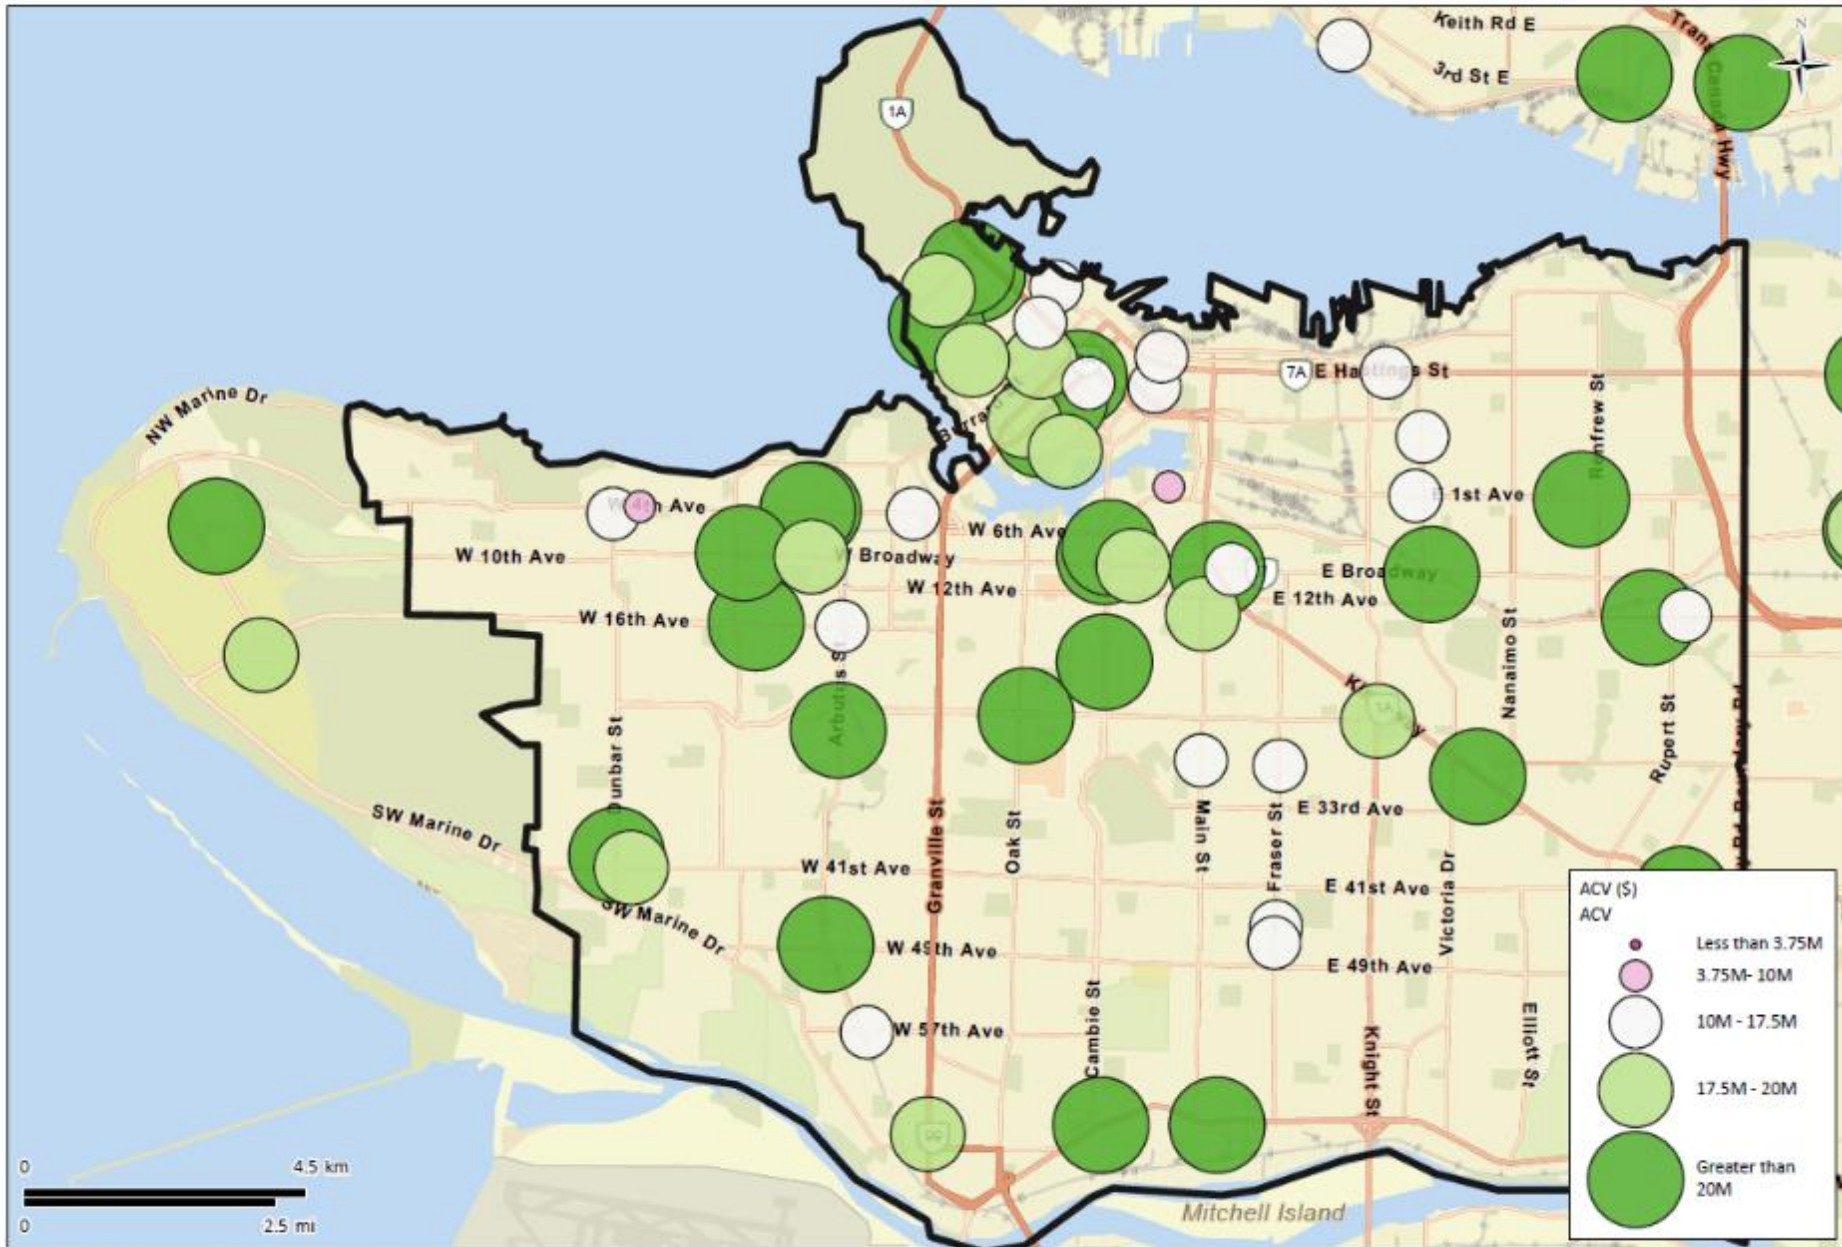 Keith Rd E
3rd St E
N
1A
NW Marine Dr
7A
E Hastings St
Renfrew St
W 4th Ave
E 1st Ave
W 6th Ave
W 10th Ave
W Broadway
E Broadway
W 12th Ave
E 12th Ave
W 16th Ave
Nanaimo St
1A
Dunbar St
Rupert St
SW Marine Dr
Granville St
Oak St
Main St
Fraser St
E 33rd Ave
W 41st Ave
E 41st Ave
Victoria Dr
SW Marine Dr
W 49th Ave
E 49th Ave
Cambie St
W 57th Ave
Knight St
Elliott St
Mitchell Island
0 4.5 km
0 2.5 mi
ACV ($)
ACV
Less than 3.75M
3.75M- 10M
10M - 17.5M
17.5M - 20M
Greater than
20M